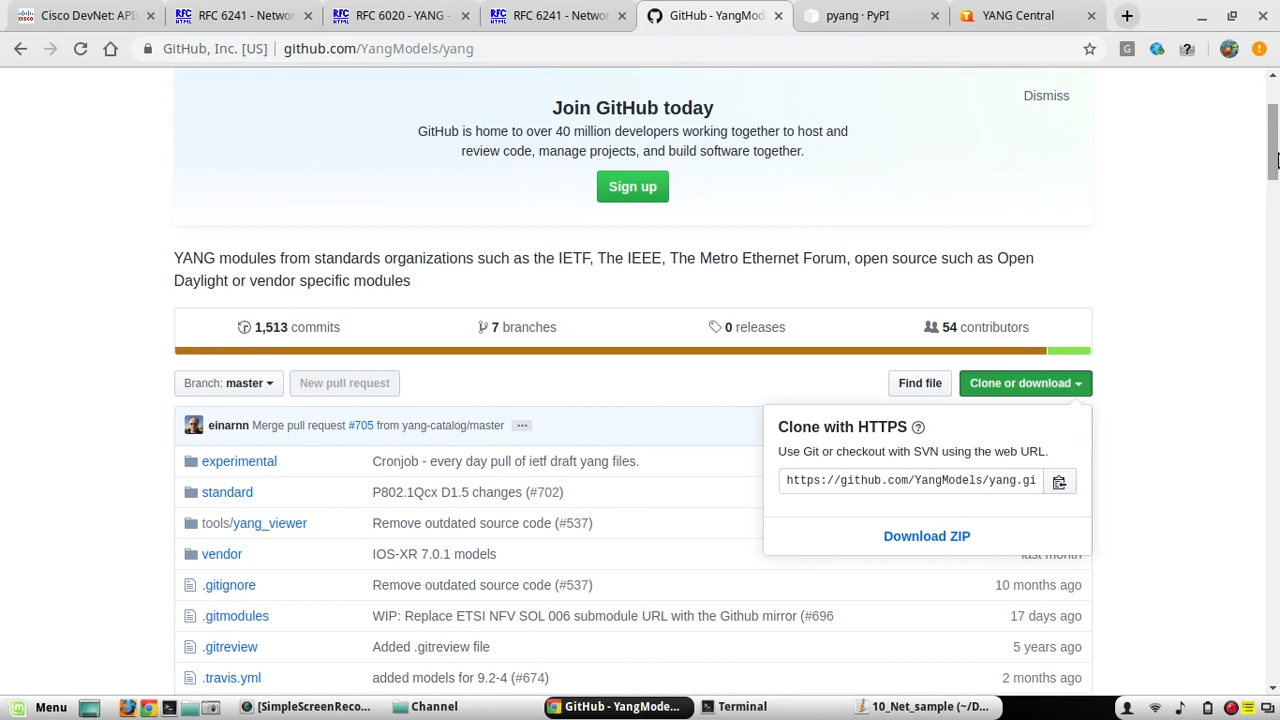 Cisco DevNet: APIs
RFC 6241 - Networ
RFC 6020 - YANG -
RFC 6241 - Networ
GitHub - YangMod
pyang · PyPI
YANG Central
GitHub, Inc. [US] github.com/YangModels/yang
Dismiss
Join GitHub today
GitHub is home to over 40 million developers working together to host and
review code, manage projects, and build software together.
Sign up
YANG modules from standards organizations such as the IETF, The IEEE, The Metro Ethernet Forum, open source such as Open
Daylight or vendor specific modules
1,513 commits 7 branches 0 releases 54 contributors
Branch: master New pull request Find file Clone or download
einarnn Merge pull request #705 from yang-catalog/master ...
Clone with HTTPS
Use Git or checkout with SVN using the web URL.
https://github.com/YangModels/yang.gi
Download ZIP
experimental Cronjob - every day pull of ietf draft yang files.
standard P802.1Qcx D1.5 changes (#702)
tools/yang_viewer Remove outdated source code (#537)
vendor IOS-XR 7.0.1 models last month
.gitignore Remove outdated source code (#537) 10 months ago
.gitmodules WIP: Replace ETSI NFV SOL 006 submodule URL with the Github mirror (#696 17 days ago
.gitreview Added .gitreview file 5 years ago
.travis.yml added models for 9.2-4 (#674) 2 months ago
Menu [SimpleScreenReco... Channel GitHub - YangMode... Terminal 10_Net_sample (~/D...